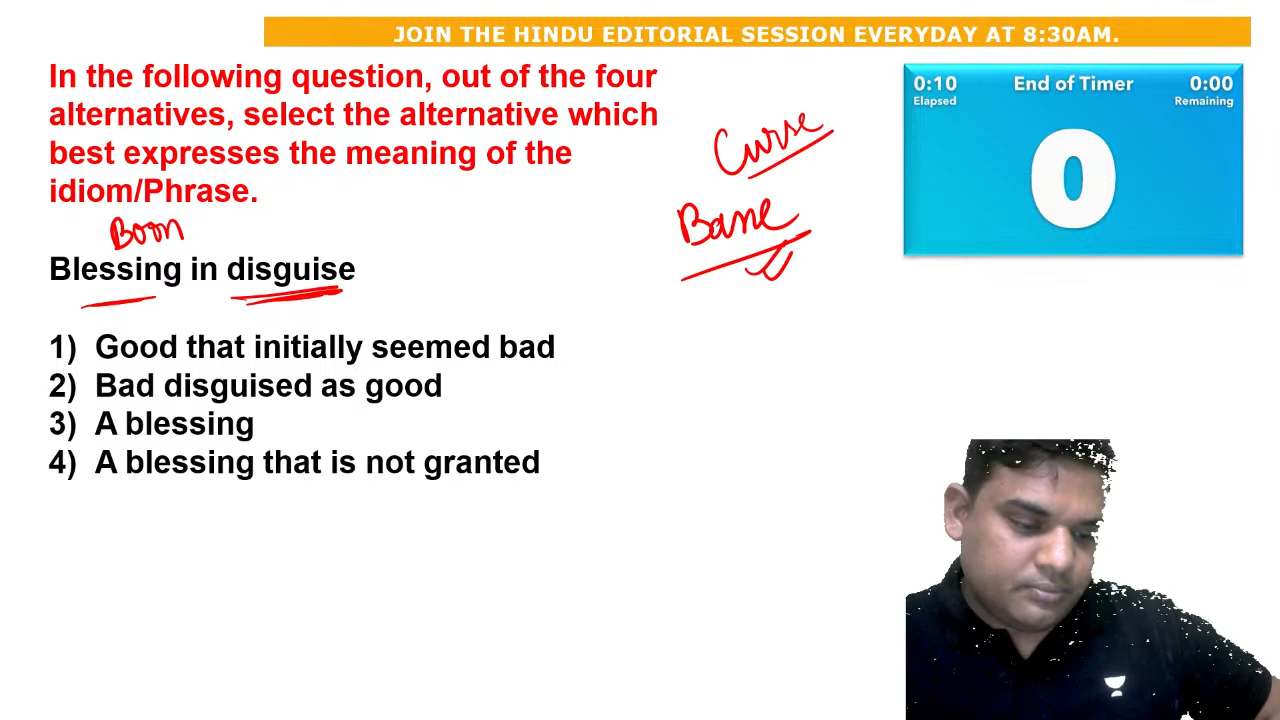 JOIN THE HINDU EDITORIAL SESSION EVERYDAY AT 8:30AM.
In the following question, out of the four
alternatives, select the alternative which
best expresses the meaning of the
idiom/Phrase.
Boon
Blessing in disguise
1) Good that initially seemed bad
2) Bad disguised as good
3) A blessing
4) A blessing that is not granted
Curse
Bane
0:10 End of Timer 0:00
Elapsed Remaining
0